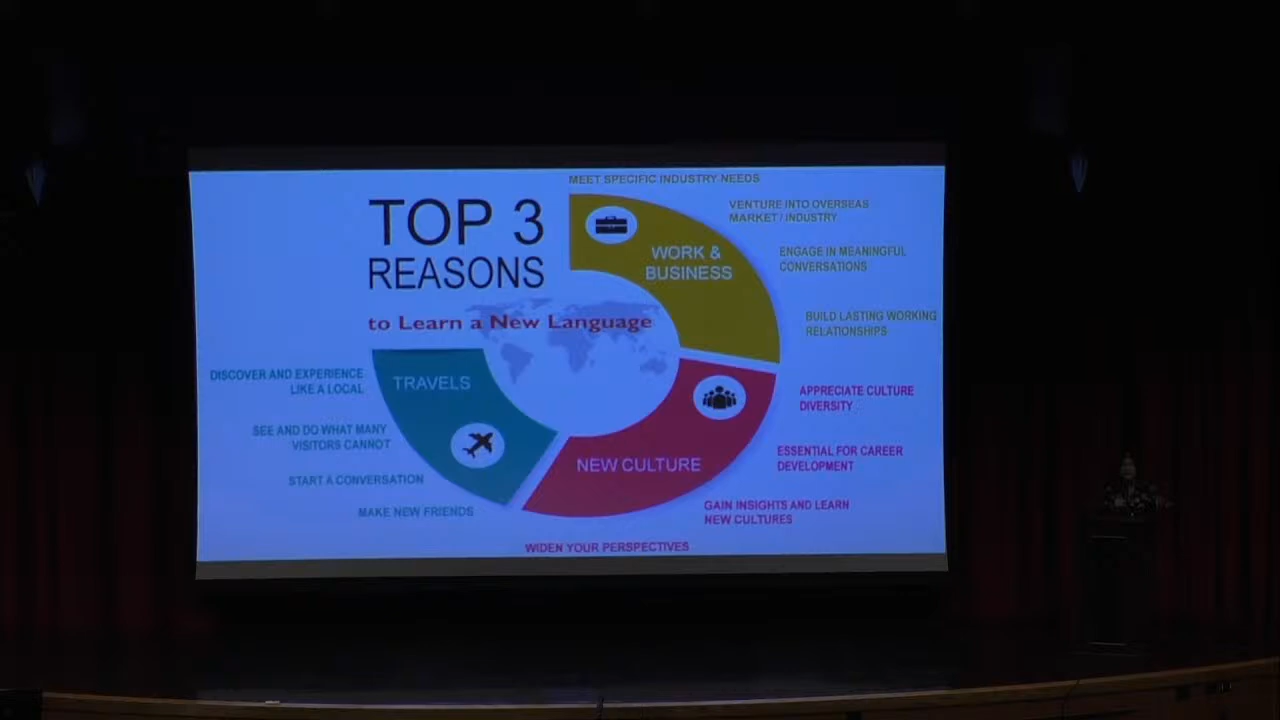 TOP 3
REASONS
to Learn a New Language
MEET SPECIFIC INDUSTRY NEEDS
VENTURE INTO OVERSEAS
MARKET / INDUSTRY
WORK &
BUSINESS
ENGAGE IN MEANINGFUL
CONVERSATIONS
BUILD LASTING WORKING
RELATIONSHIPS
APPRECIATE CULTURE
DIVERSITY
ESSENTIAL FOR CAREER
DEVELOPMENT
NEW CULTURE
GAIN INSIGHTS AND LEARN
NEW CULTURES
WIDEN YOUR PERSPECTIVES
TRAVELS
DISCOVER AND EXPERIENCE
LIKE A LOCAL
SEE AND DO WHAT MANY
VISITORS CANNOT
START A CONVERSATION
MAKE NEW FRIENDS